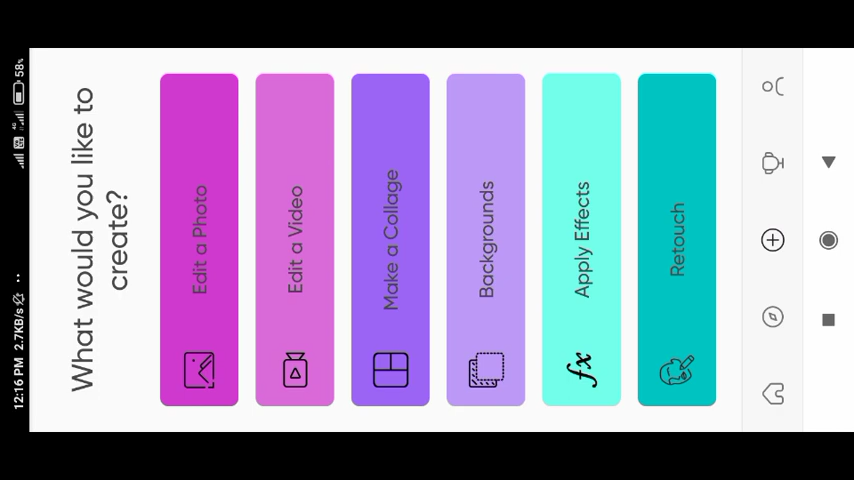 12:16 PM 2.7KB/s
58%
What would you like to
create?
Edit a Photo
Edit a Video
Make a Collage
Backgrounds
fx Apply Effects
Retouch